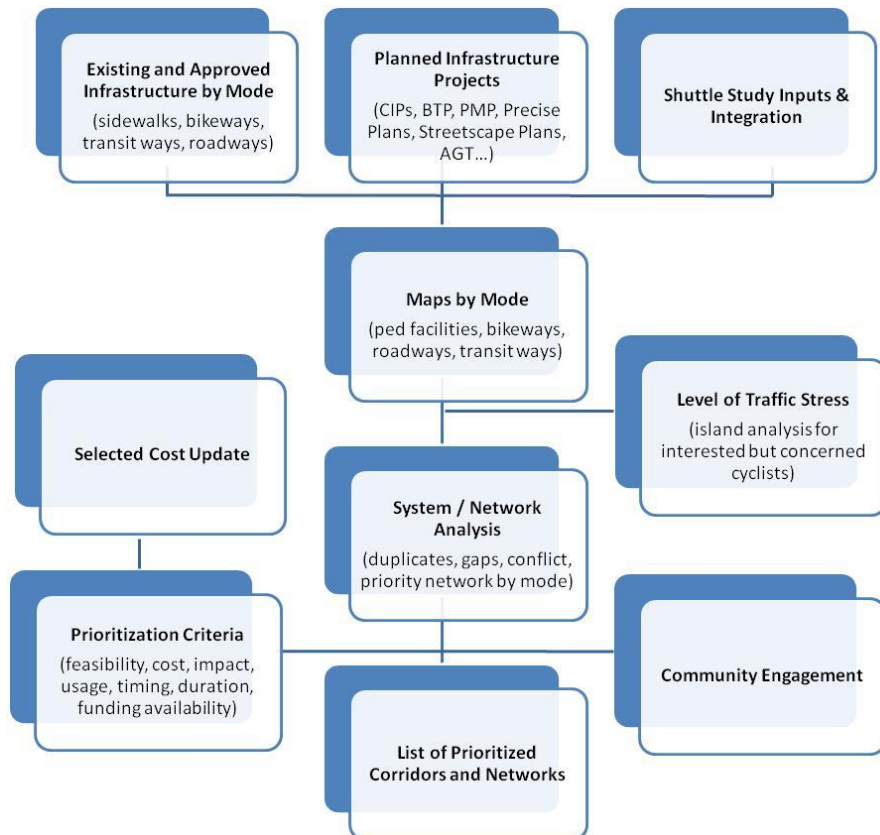 Existing and Approved
Infrastructure by Mode
(sidewalks, bikeways,
transit ways, roadways)
Planned Infrastructure
Projects
(CIPs, BTP, PMP, Precise
Plans, Streetscape Plans,
AGT...)
Shuttle Study Inputs &
Integration
Maps by Mode
(ped facilities, bikeways,
roadways, transit ways)
Selected Cost Update
Level of Traffic Stress
(island analysis for
interested but concerned
cyclists)
System / Network
Analysis
(duplicates, gaps, conflict,
priority network by mode)
Prioritization Criteria
(feasibility, cost, impact,
usage, timing, duration,
funding availability)
Community Engagement
List of Prioritized
Corridors and Networks